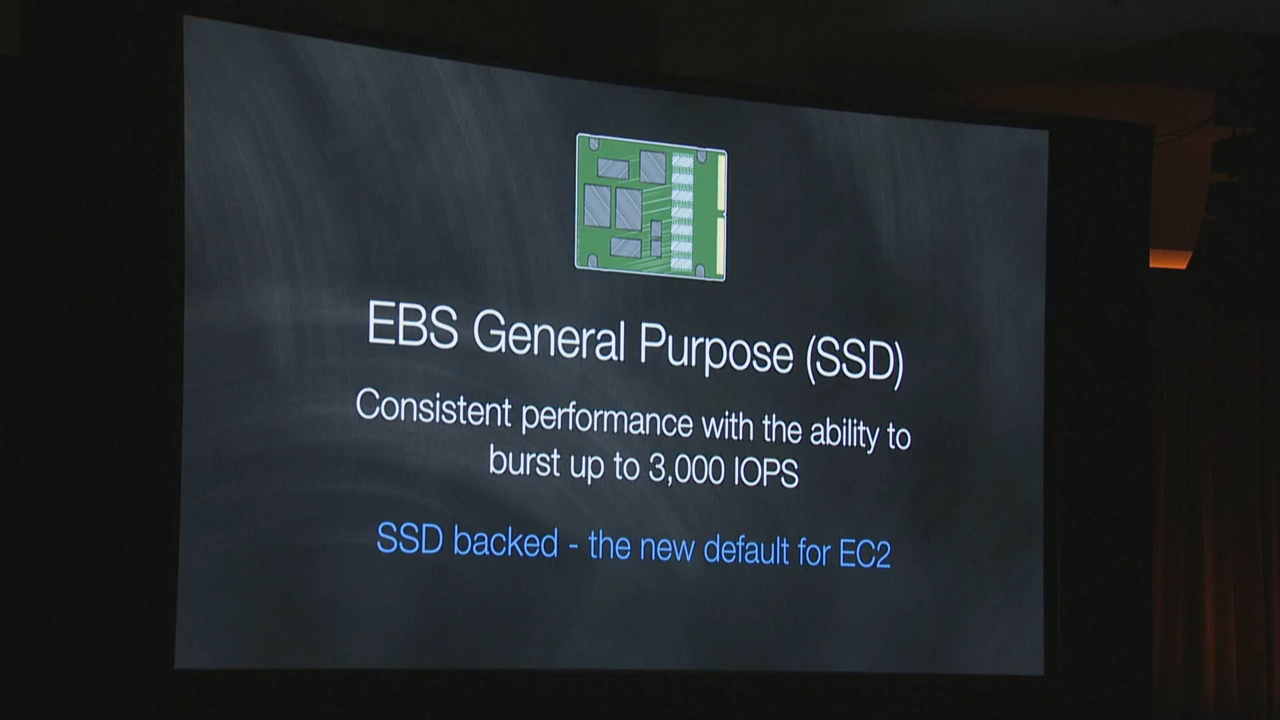 EBS General Purpose (SSD)
Consistent performance with the ability to
burst up to 3,000 IOPS
SSD backed - the new default for EC2